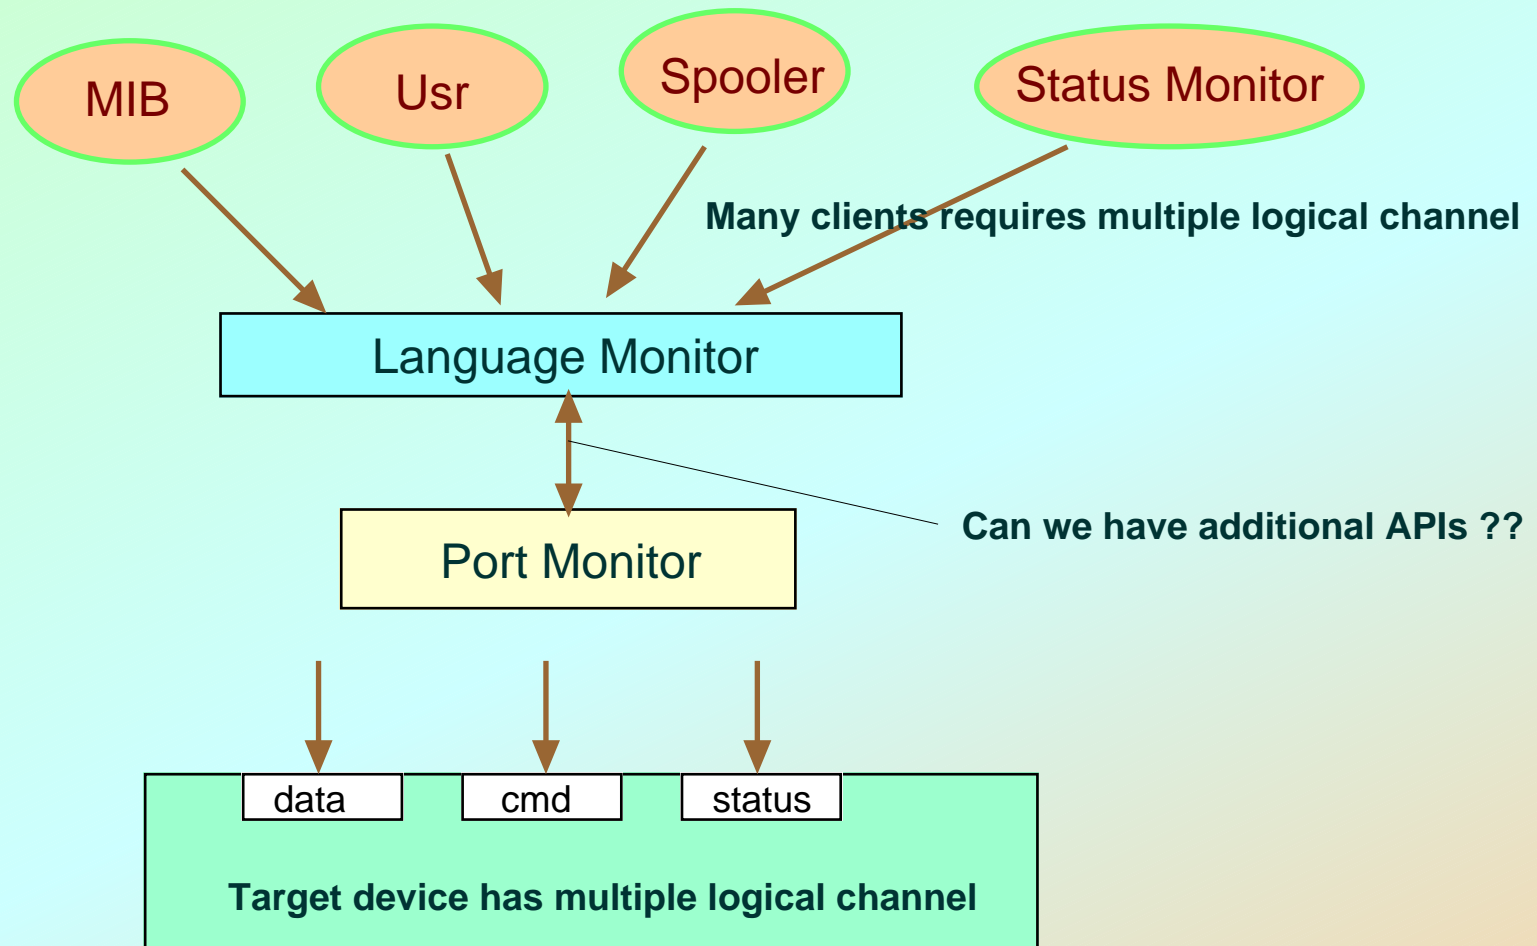 MIB
Usr
Spooler
Status Monitor
Many clients requires multiple logical channel
Language Monitor
Can we have additional APIs ??
Port Monitor
data
cmd
status
Target device has multiple logical channel